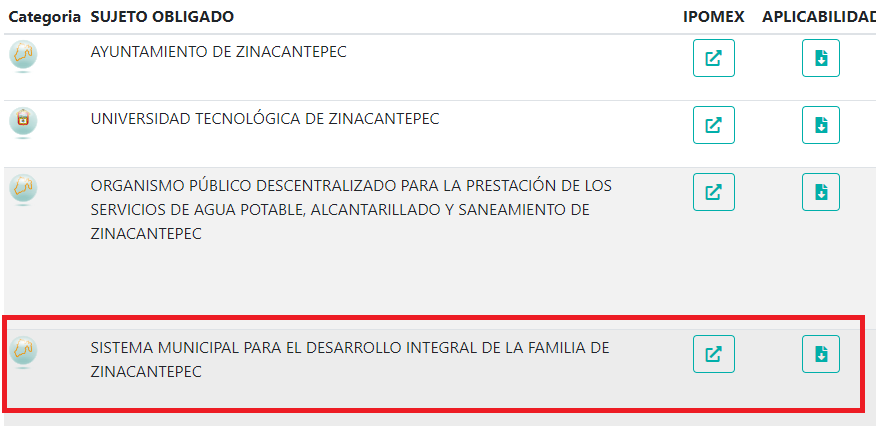 Categoria SUJETO OBLIGADO IPOMEX APLICABILIDAD
AYUNTAMIENTO DE ZINACANTEPEC
UNIVERSIDAD TECNOLÓGICA DE ZINACANTEPEC
ORGANISMO PÚBLICO DESCENTRALIZADO PARA LA PRESTACIÓN DE LOS
SERVICIOS DE AGUA POTABLE, ALCANTARILLADO Y SANEAMIENTO DE
ZINACANTEPEC
SISTEMA MUNICIPAL PARA EL DESARROLLO INTEGRAL DE LA FAMILIA DE
ZINACANTEPEC